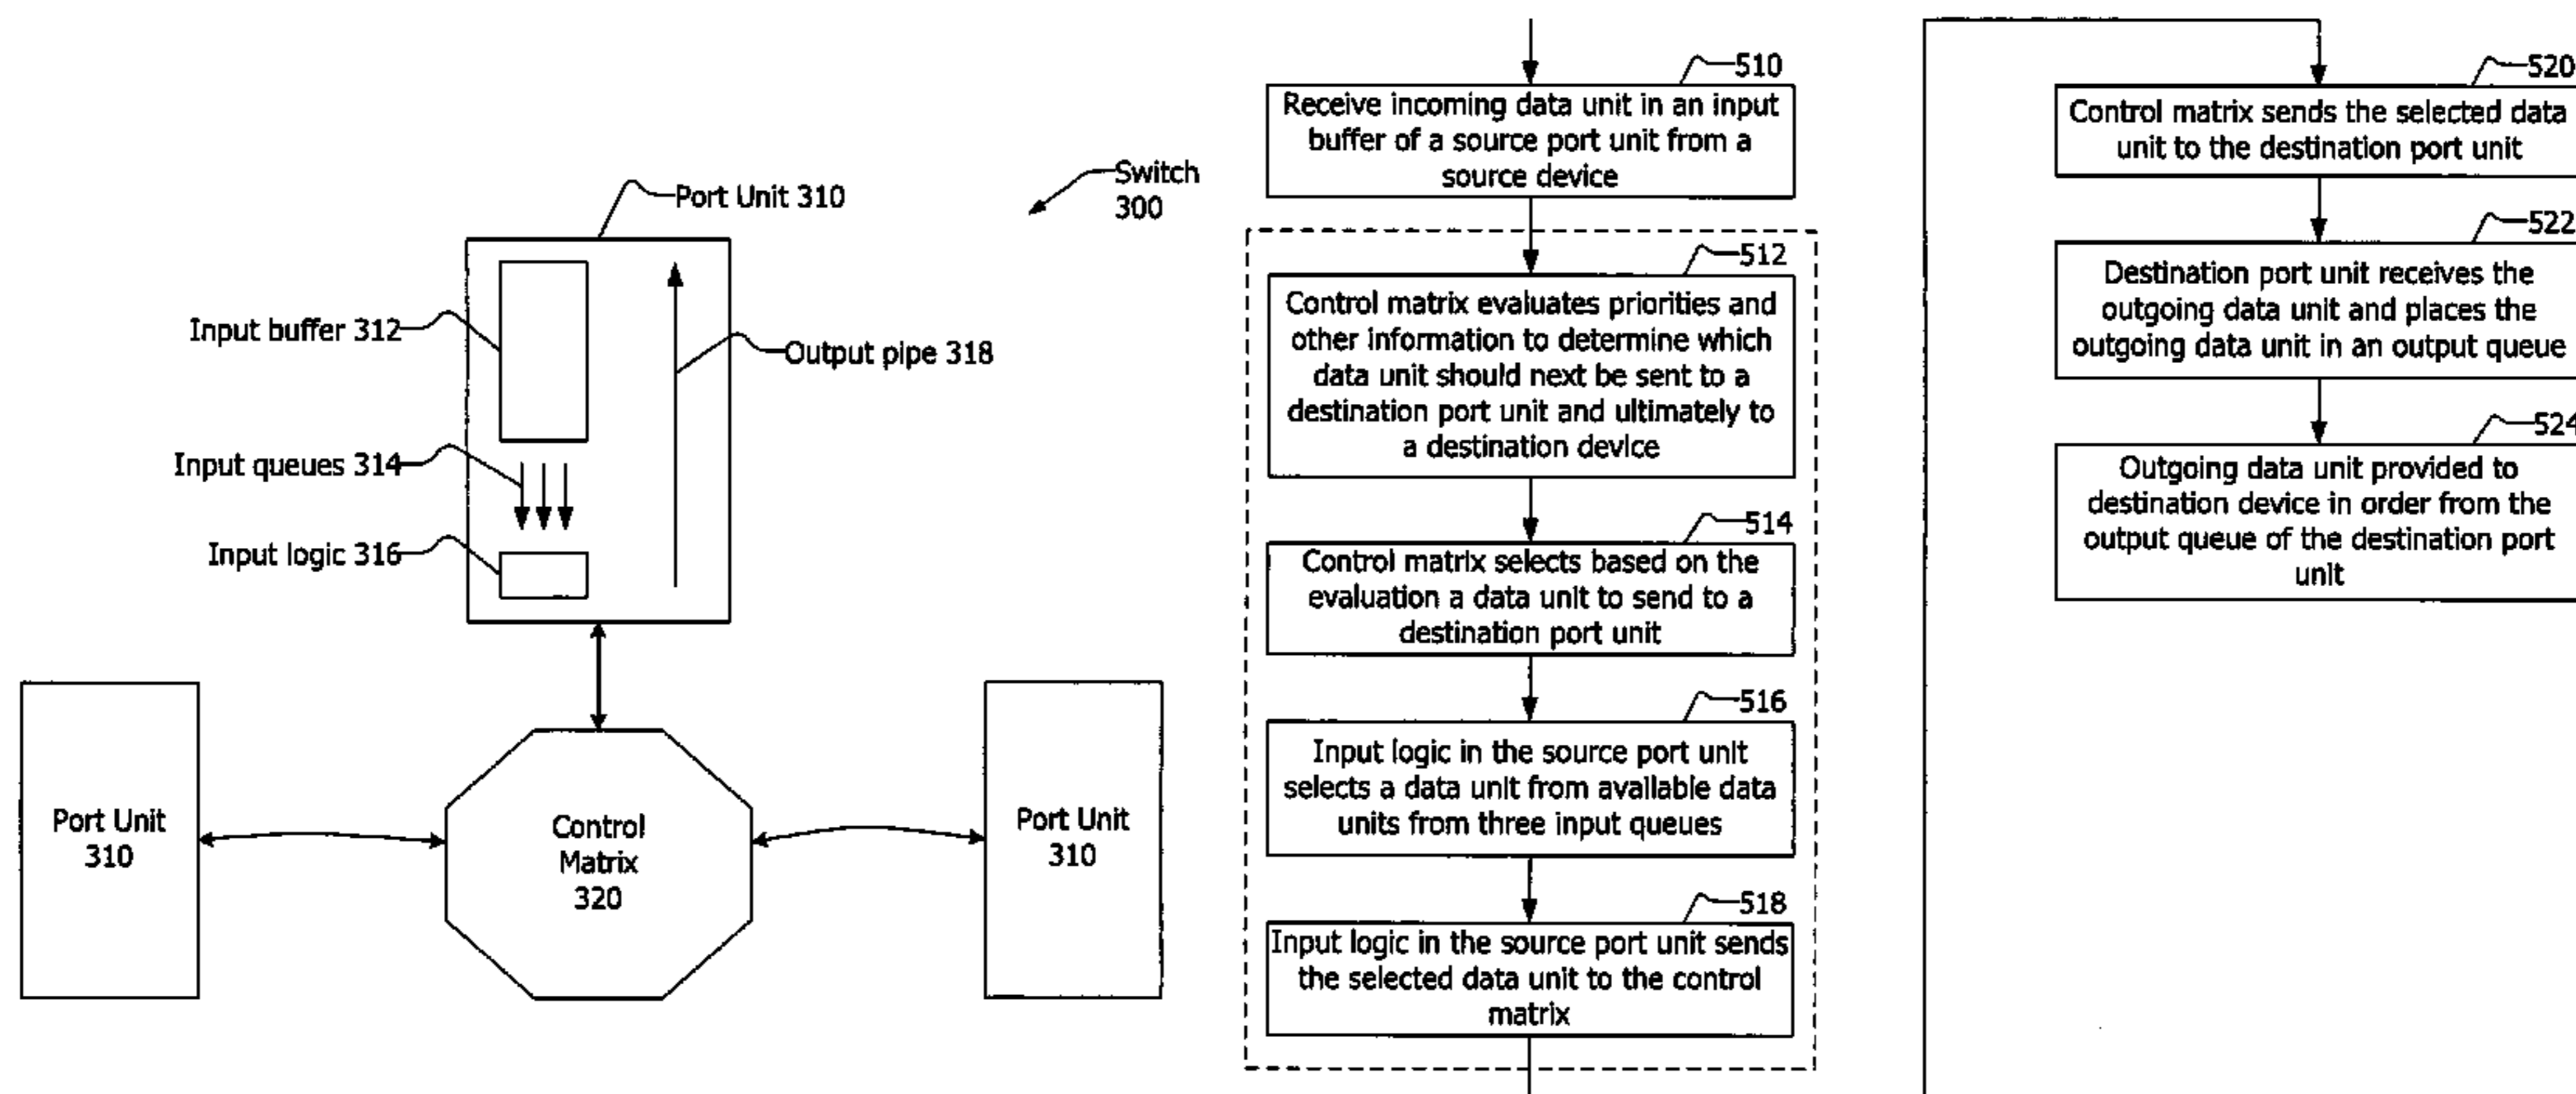 Port Unit 310
Switch
300
Input buffer 312
Output pipe 318
Input queues 314
Input logic 316
Port Unit
310
Control
Matrix
320
Port Unit
310
510
Receive incoming data unit in an input
buffer of a source port unit from a
source device
512
Control matrix evaluates priorities and
other information to determine which
data unit should next be sent to a
destination port unit and ultimately to
a destination device
514
Control matrix selects based on the
evaluation a data unit to send to a
destination port unit
516
Input logic in the source port unit
selects a data unit from available data
units from three input queues
518
Input logic in the source port unit sends
the selected data unit to the control
matrix
520
Control matrix sends the selected data
unit to the destination port unit
522
Destination port unit receives the
outgoing data unit and places the
outgoing data unit in an output queue
524
Outgoing data unit provided to
destination device in order from the
output queue of the destination port
unit